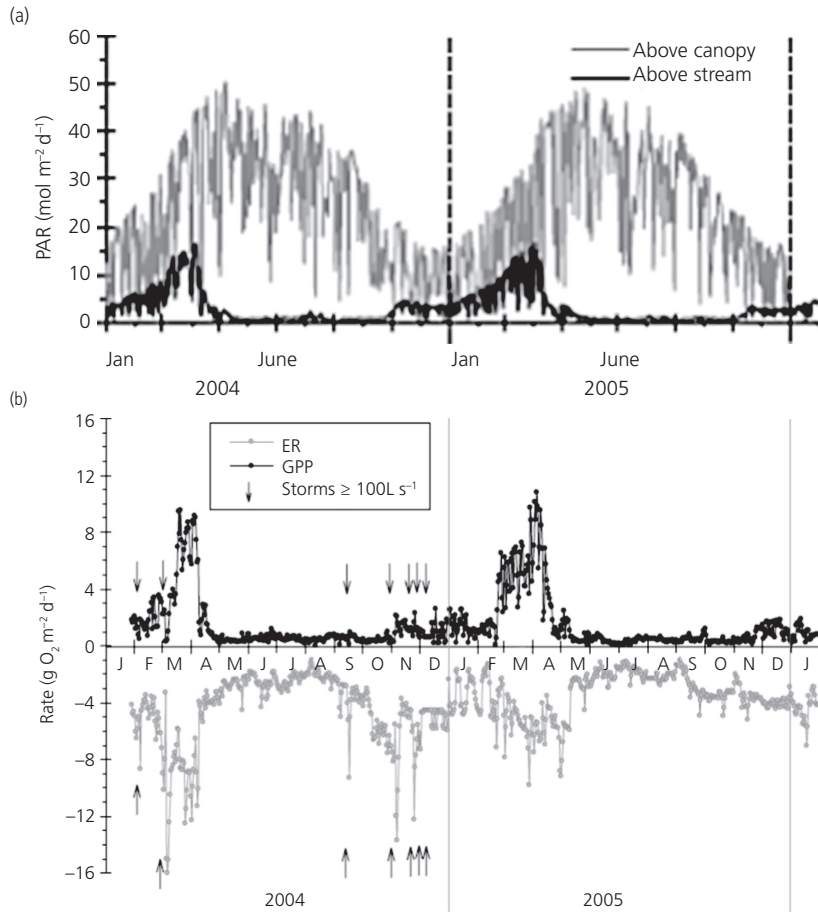 (a)
60
50
40
30
20
10
0
PAR (mol m⁻² d⁻¹)
Above canopy
Above stream
Jan June Jan June
2004 2005
(b)
16
12
8
4
0
−4
−8
−12
−16
Rate (g O₂ m⁻² d⁻¹)
ER
GPP
Storms ≥ 100L s⁻¹
J F M A M J J A S O N D J F M A M J J A S O N D J
2004 2005